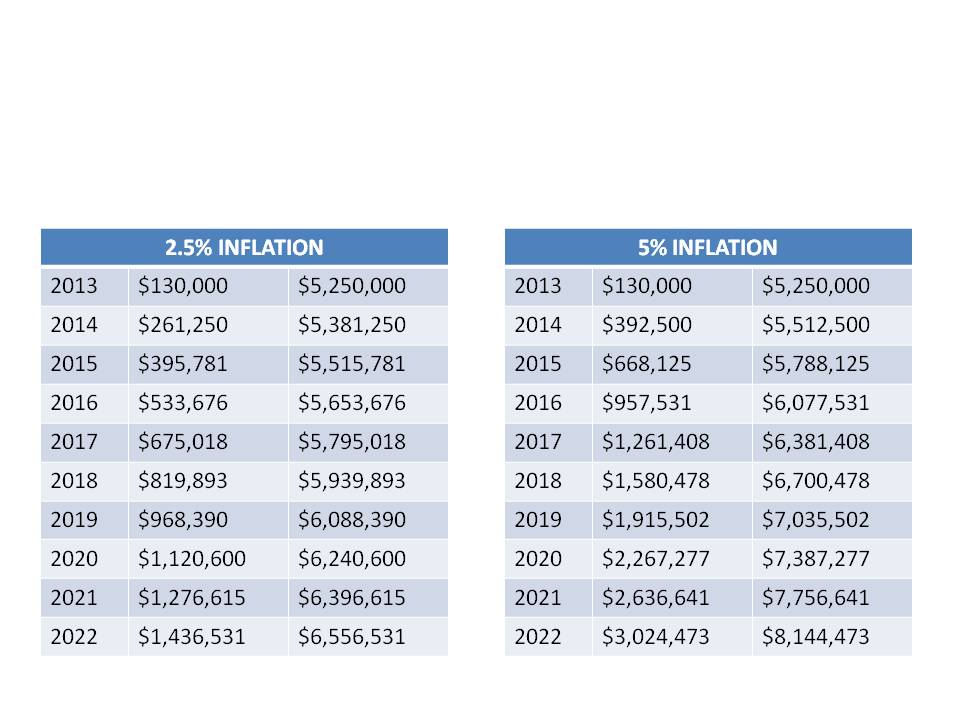 2.5% INFLATION
2013 $130,000 $5,250,000
2014 $261,250 $5,381,250
2015 $395,781 $5,515,781
2016 $533,676 $5,653,676
2017 $675,018 $5,795,018
2018 $819,893 $5,939,893
2019 $968,390 $6,088,390
2020 $1,120,600 $6,240,600
2021 $1,276,615 $6,396,615
2022 $1,436,531 $6,556,531
5% INFLATION
2013 $130,000 $5,250,000
2014 $392,500 $5,512,500
2015 $668,125 $5,788,125
2016 $957,531 $6,077,531
2017 $1,261,408 $6,381,408
2018 $1,580,478 $6,700,478
2019 $1,915,502 $7,035,502
2020 $2,267,277 $7,387,277
2021 $2,636,641 $7,756,641
2022 $3,024,473 $8,144,473